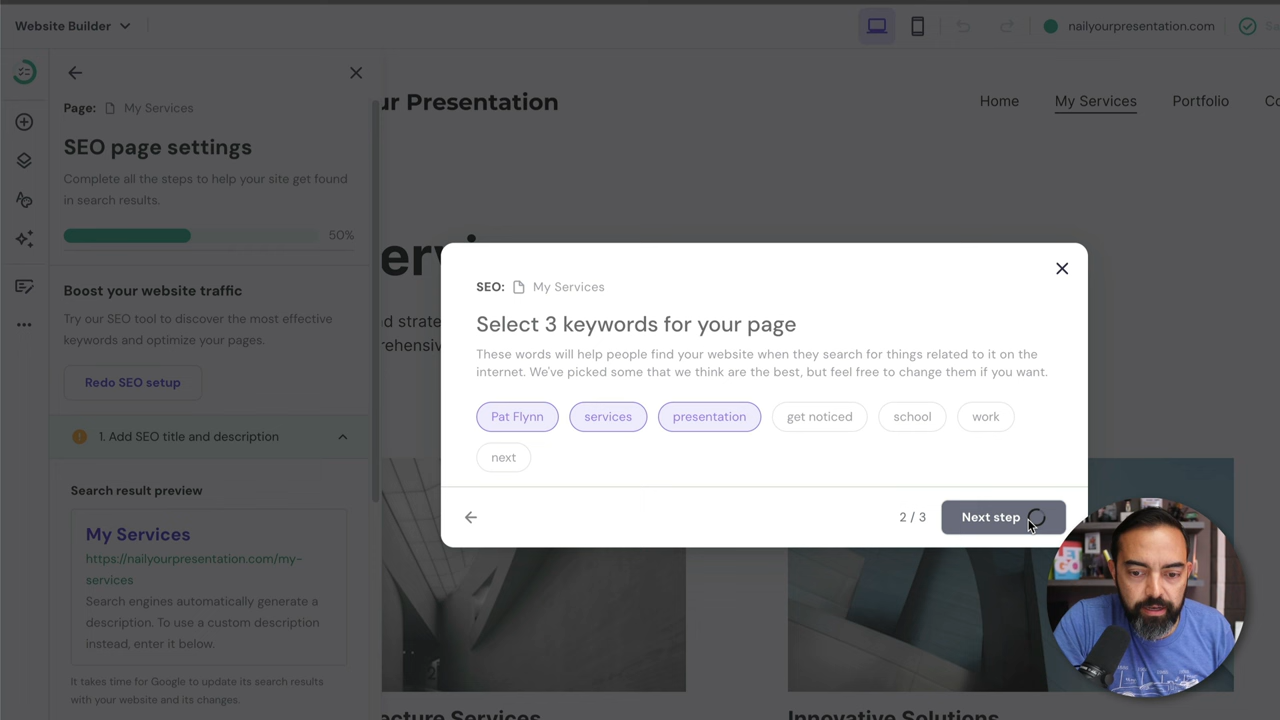 Website Builder
nailyourpresentation.com
Page: My Services
SEO page settings
Complete all the steps to help your site get found
in search results.
50%
Boost your website traffic
Try our SEO tool to discover the most effective
keywords and optimize your pages.
Redo SEO setup
1. Add SEO title and description
Search result preview
My Services
https://nailyourpresentation.com/my-
services
Search engines automatically generate a
description. To use a custom description
instead, enter it below.
It takes time for Google to update its search results
with your website and its changes.
ur Presentation
Home My Services Portfolio Co
SEO: My Services
Select 3 keywords for your page
These words will help people find your website when they search for things related to it on the
internet. We've picked some that we think are the best, but feel free to change them if you want.
Pat Flynn services presentation get noticed school work
next
2 / 3 Next step
cture Services
Innovative Solutions